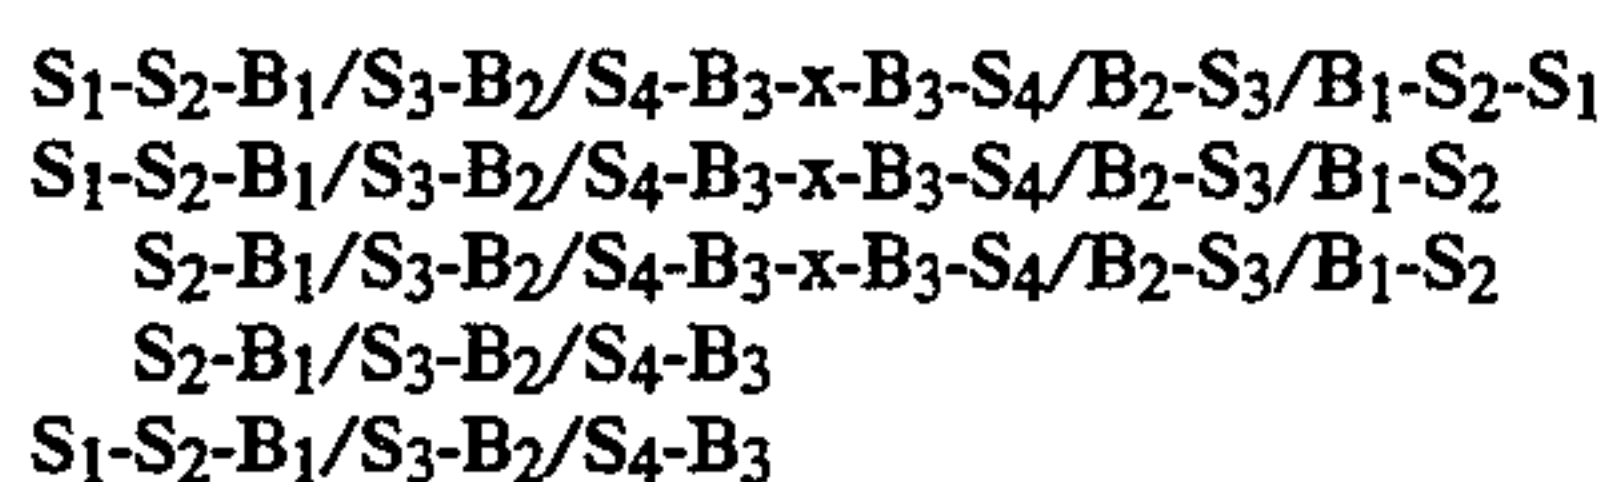 S₁-S₂-B₁/S₃-B₂/S₄-B₃-x-B₃-S₄/B₂-S₃/B₁-S₂-S₁
S₁-S₂-B₁/S₃-B₂/S₄-B₃-x-B₃-S₄/B₂-S₃/B₁-S₂
S₂-B₁/S₃-B₂/S₄-B₃-x-B₃-S₄/B₂-S₃/B₁-S₂
S₂-B₁/S₃-B₂/S₄-B₃
S₁-S₂-B₁/S₃-B₂/S₄-B₃